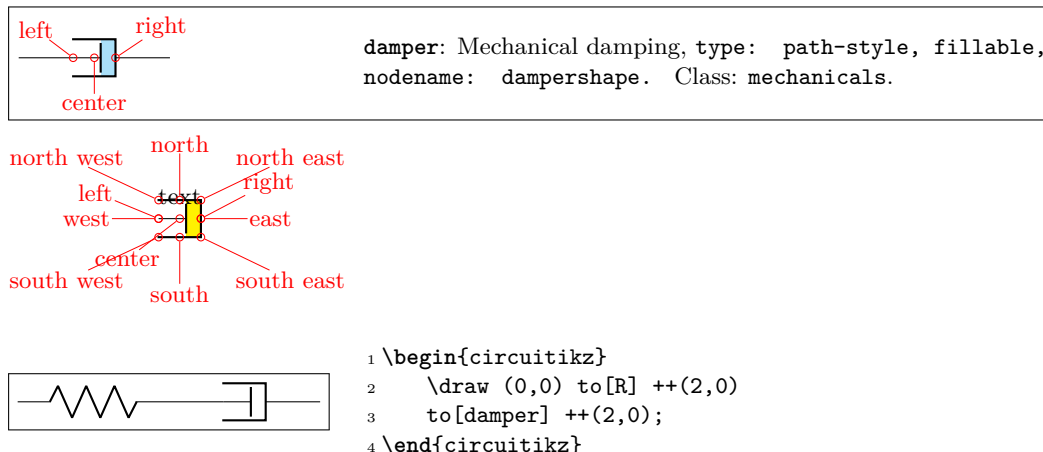 left
right
center
damper: Mechanical damping, type: path-style, fillable,
nodename: dampershape. Class: mechanicals.
north west
north
north east
text
right
left
west
east
center
south west
south
south east
1 \begin{circuitikz}
2 \draw (0,0) to[R] ++(2,0)
3 to[damper] ++(2,0);
4 \end{circuitikz}